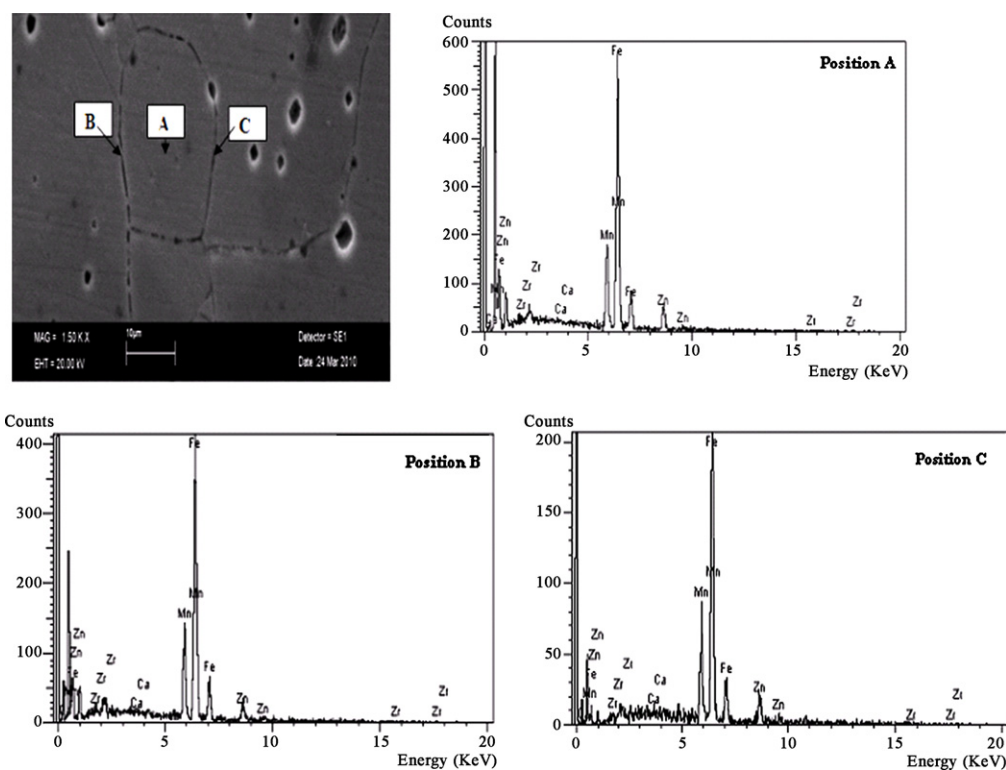 B
A
C
MAG = 1.50 K X
10µm
Detector = SE1
EHT = 20.00 kV
Date :24 Mar 2010
Counts
600
500
400
300
200
100
0
Position A
Fe
Mn
Mn
Fe
Zn
Zn
Zn
Zn
Fe
Mn
Ca
Zr
Zr
Zr
Ca
Ca
Zr
Zr
Zr
0
5
10
15
20
Energy (KeV)
Counts
400
300
200
100
0
Position B
Fe
Mn
Mn
Fe
Zn
Zn
Zn
Zn
Fe
Zr
Zr
Zr
Ca
Ca
Zr
Zr
Zr
0
5
10
15
20
Energy (KeV)
Counts
200
150
100
50
0
Position C
Fe
Mn
Mn
Fe
Zn
Zn
Zn
Zn
Fe
Mn
Zr
Zr
Zr
Ca
Ca
Zr
Zr
Zr
0
5
10
15
20
Energy (KeV)